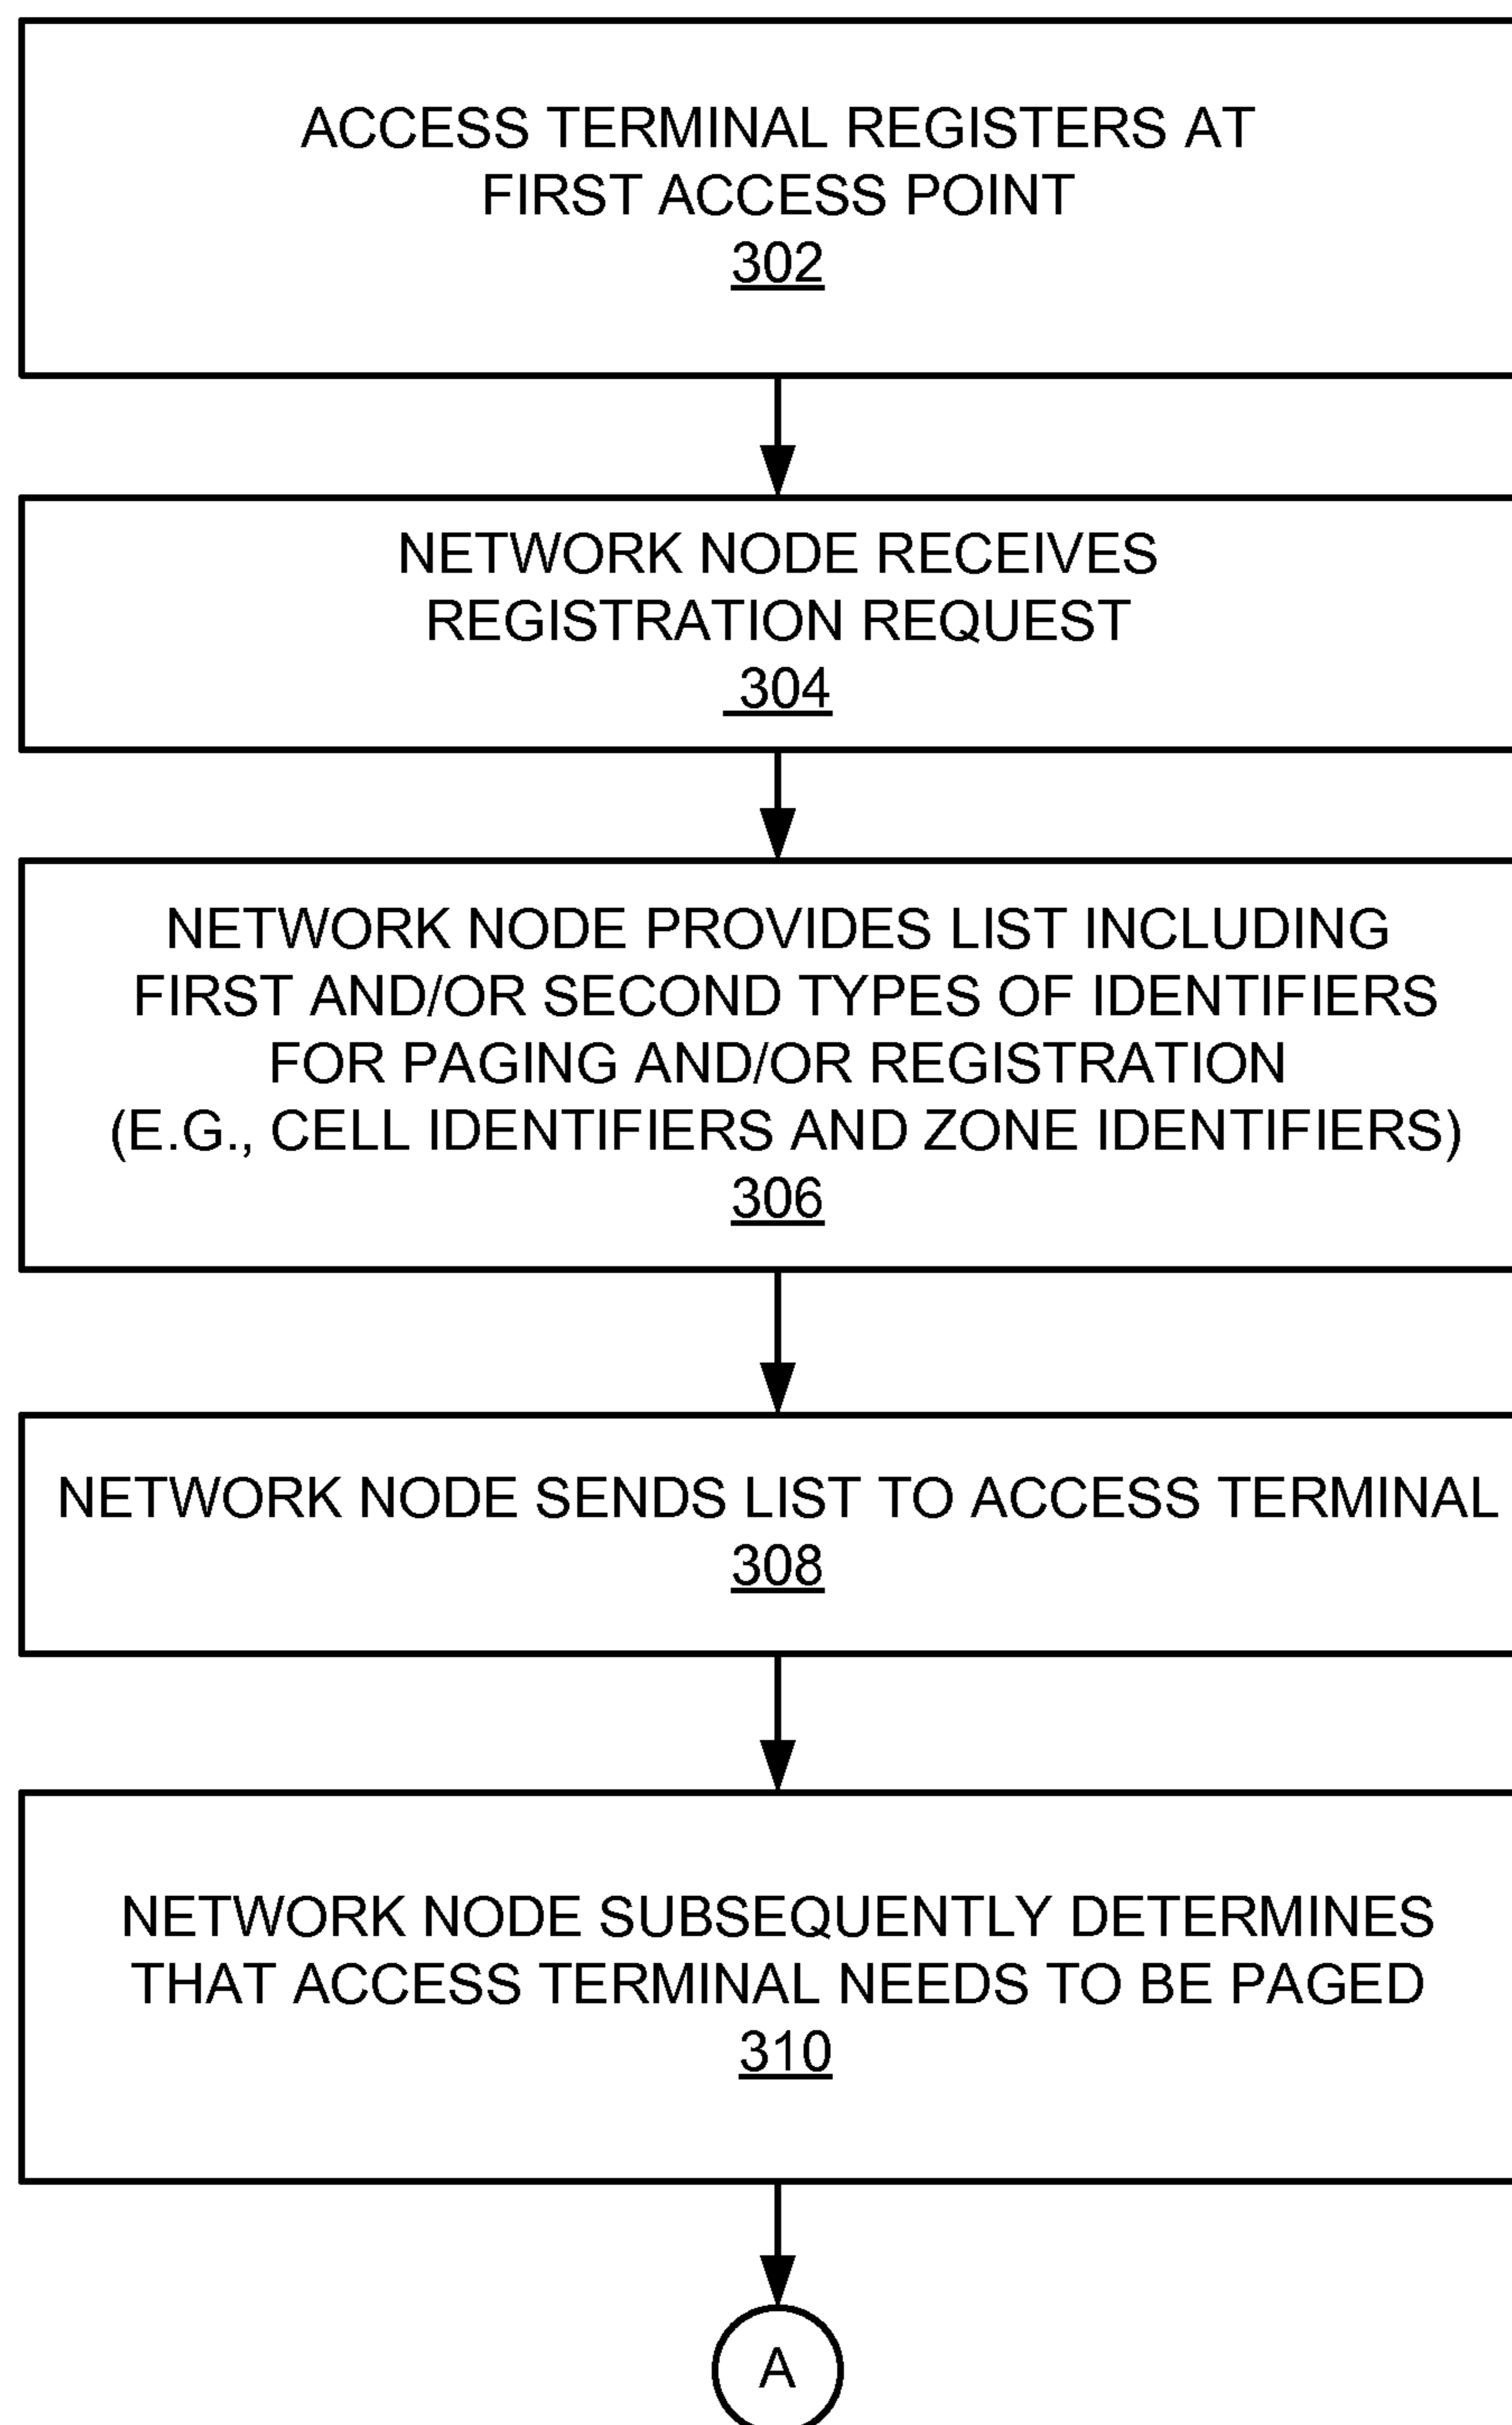 ACCESS TERMINAL REGISTERS AT
FIRST ACCESS POINT
302
NETWORK NODE RECEIVES
REGISTRATION REQUEST
304
NETWORK NODE PROVIDES LIST INCLUDING
FIRST AND/OR SECOND TYPES OF IDENTIFIERS
FOR PAGING AND/OR REGISTRATION
(E.G., CELL IDENTIFIERS AND ZONE IDENTIFIERS)
306
NETWORK NODE SENDS LIST TO ACCESS TERMINAL
308
NETWORK NODE SUBSEQUENTLY DETERMINES
THAT ACCESS TERMINAL NEEDS TO BE PAGED
310
A